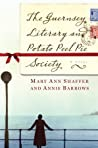 The Guernsey
Literary and
Potato Peel Pie
Society
Mary Ann Shaffer
and Annie Barrows